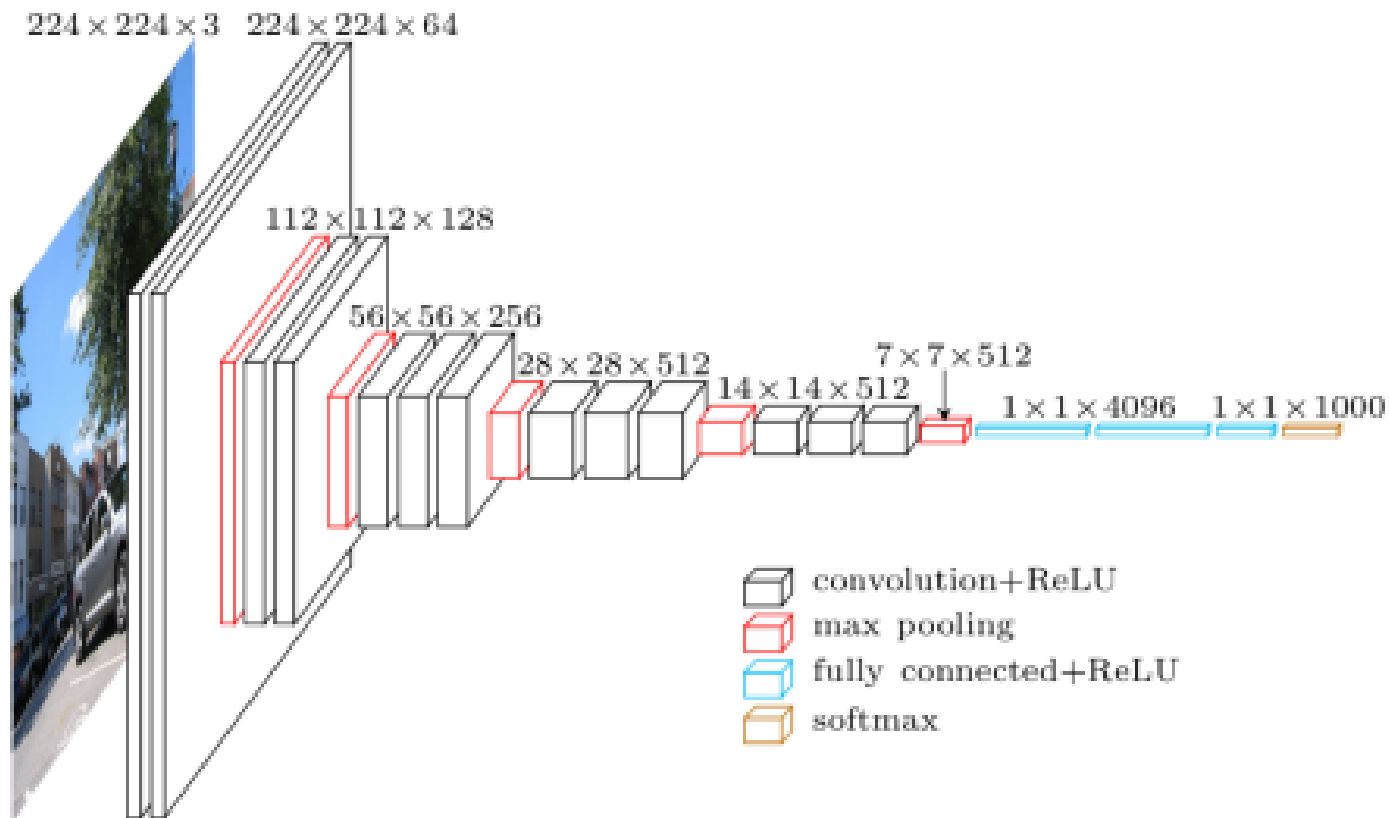 224 × 224 × 3
224 × 224 × 64
112 × 112 × 128
56 × 56 × 256
28 × 28 × 512
14 × 14 × 512
7 × 7 × 512
1 × 1 × 4096
1 × 1 × 1000
convolution+ReLU
max pooling
fully connected+ReLU
softmax